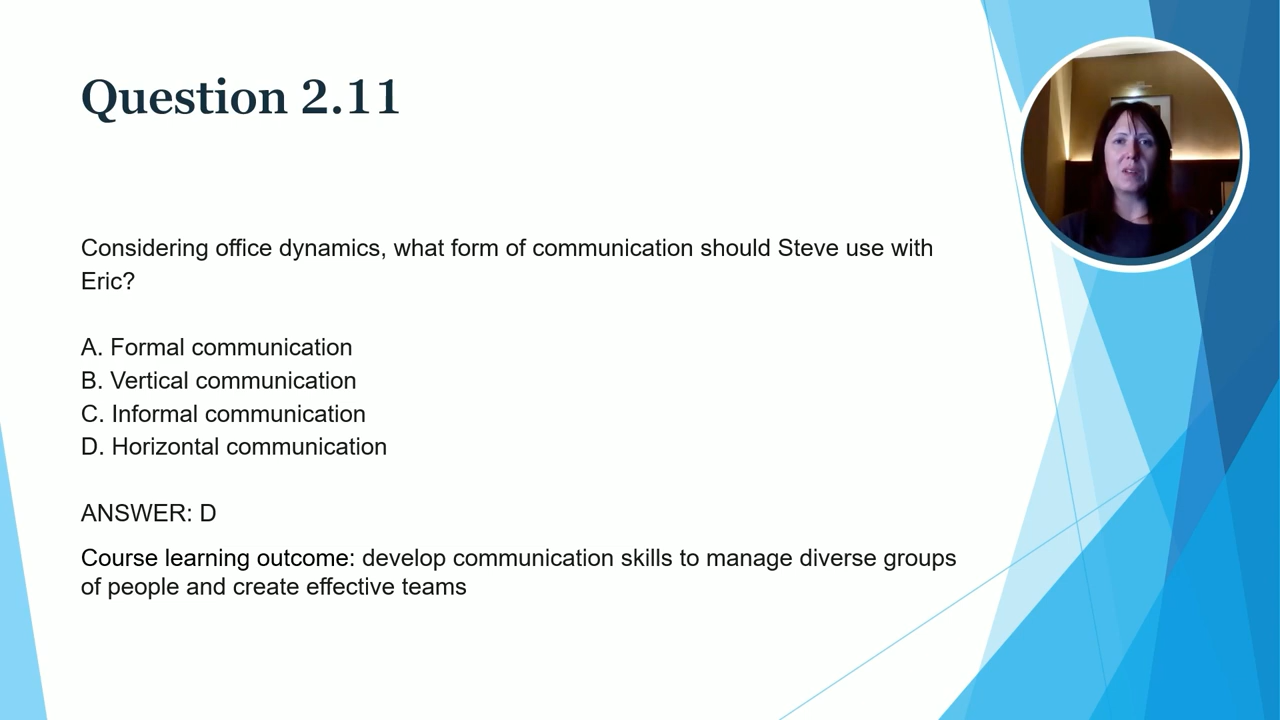 Question 2.11
Considering office dynamics, what form of communication should Steve use with
Eric?
A. Formal communication
B. Vertical communication
C. Informal communication
D. Horizontal communication
ANSWER: D
Course learning outcome: develop communication skills to manage diverse groups
of people and create effective teams